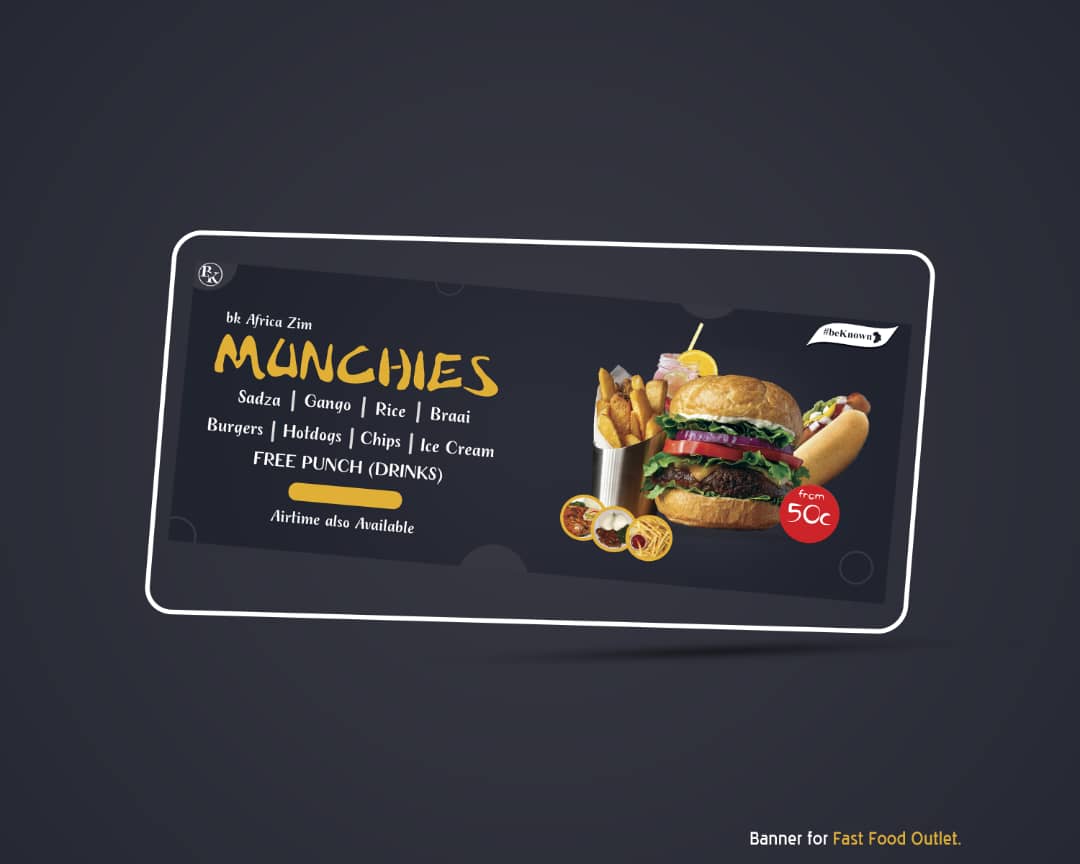 BK
bk Africa Zim
#beKnown
MUNCHIES
Sadza | Gango | Rice | Braai
Burgers | Hotdogs | Chips | Ice Cream
FREE PUNCH (DRINKS)
Airtime also Available
from
50c
Banner for Fast Food Outlet.